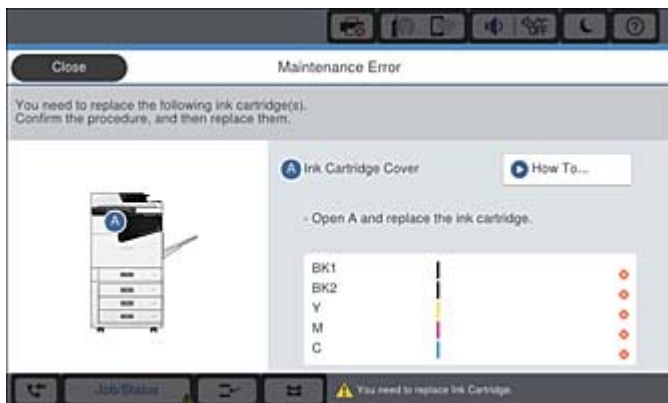 OFF
Close
Maintenance Error
You need to replace the following ink cartridge(s).
Confirm the procedure, and then replace them.
A Ink Cartridge Cover
How To...
A
- Open A and replace the ink cartridge.
BK1
BK2
Y
M
C
Job/Status
You need to replace Ink Cartridge.